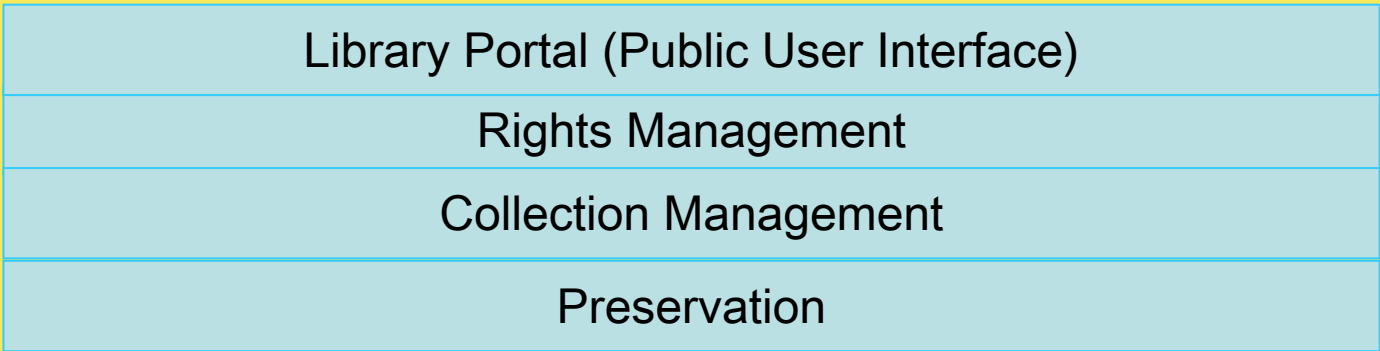 Library Portal (Public User Interface)
Rights Management
Collection Management
Preservation